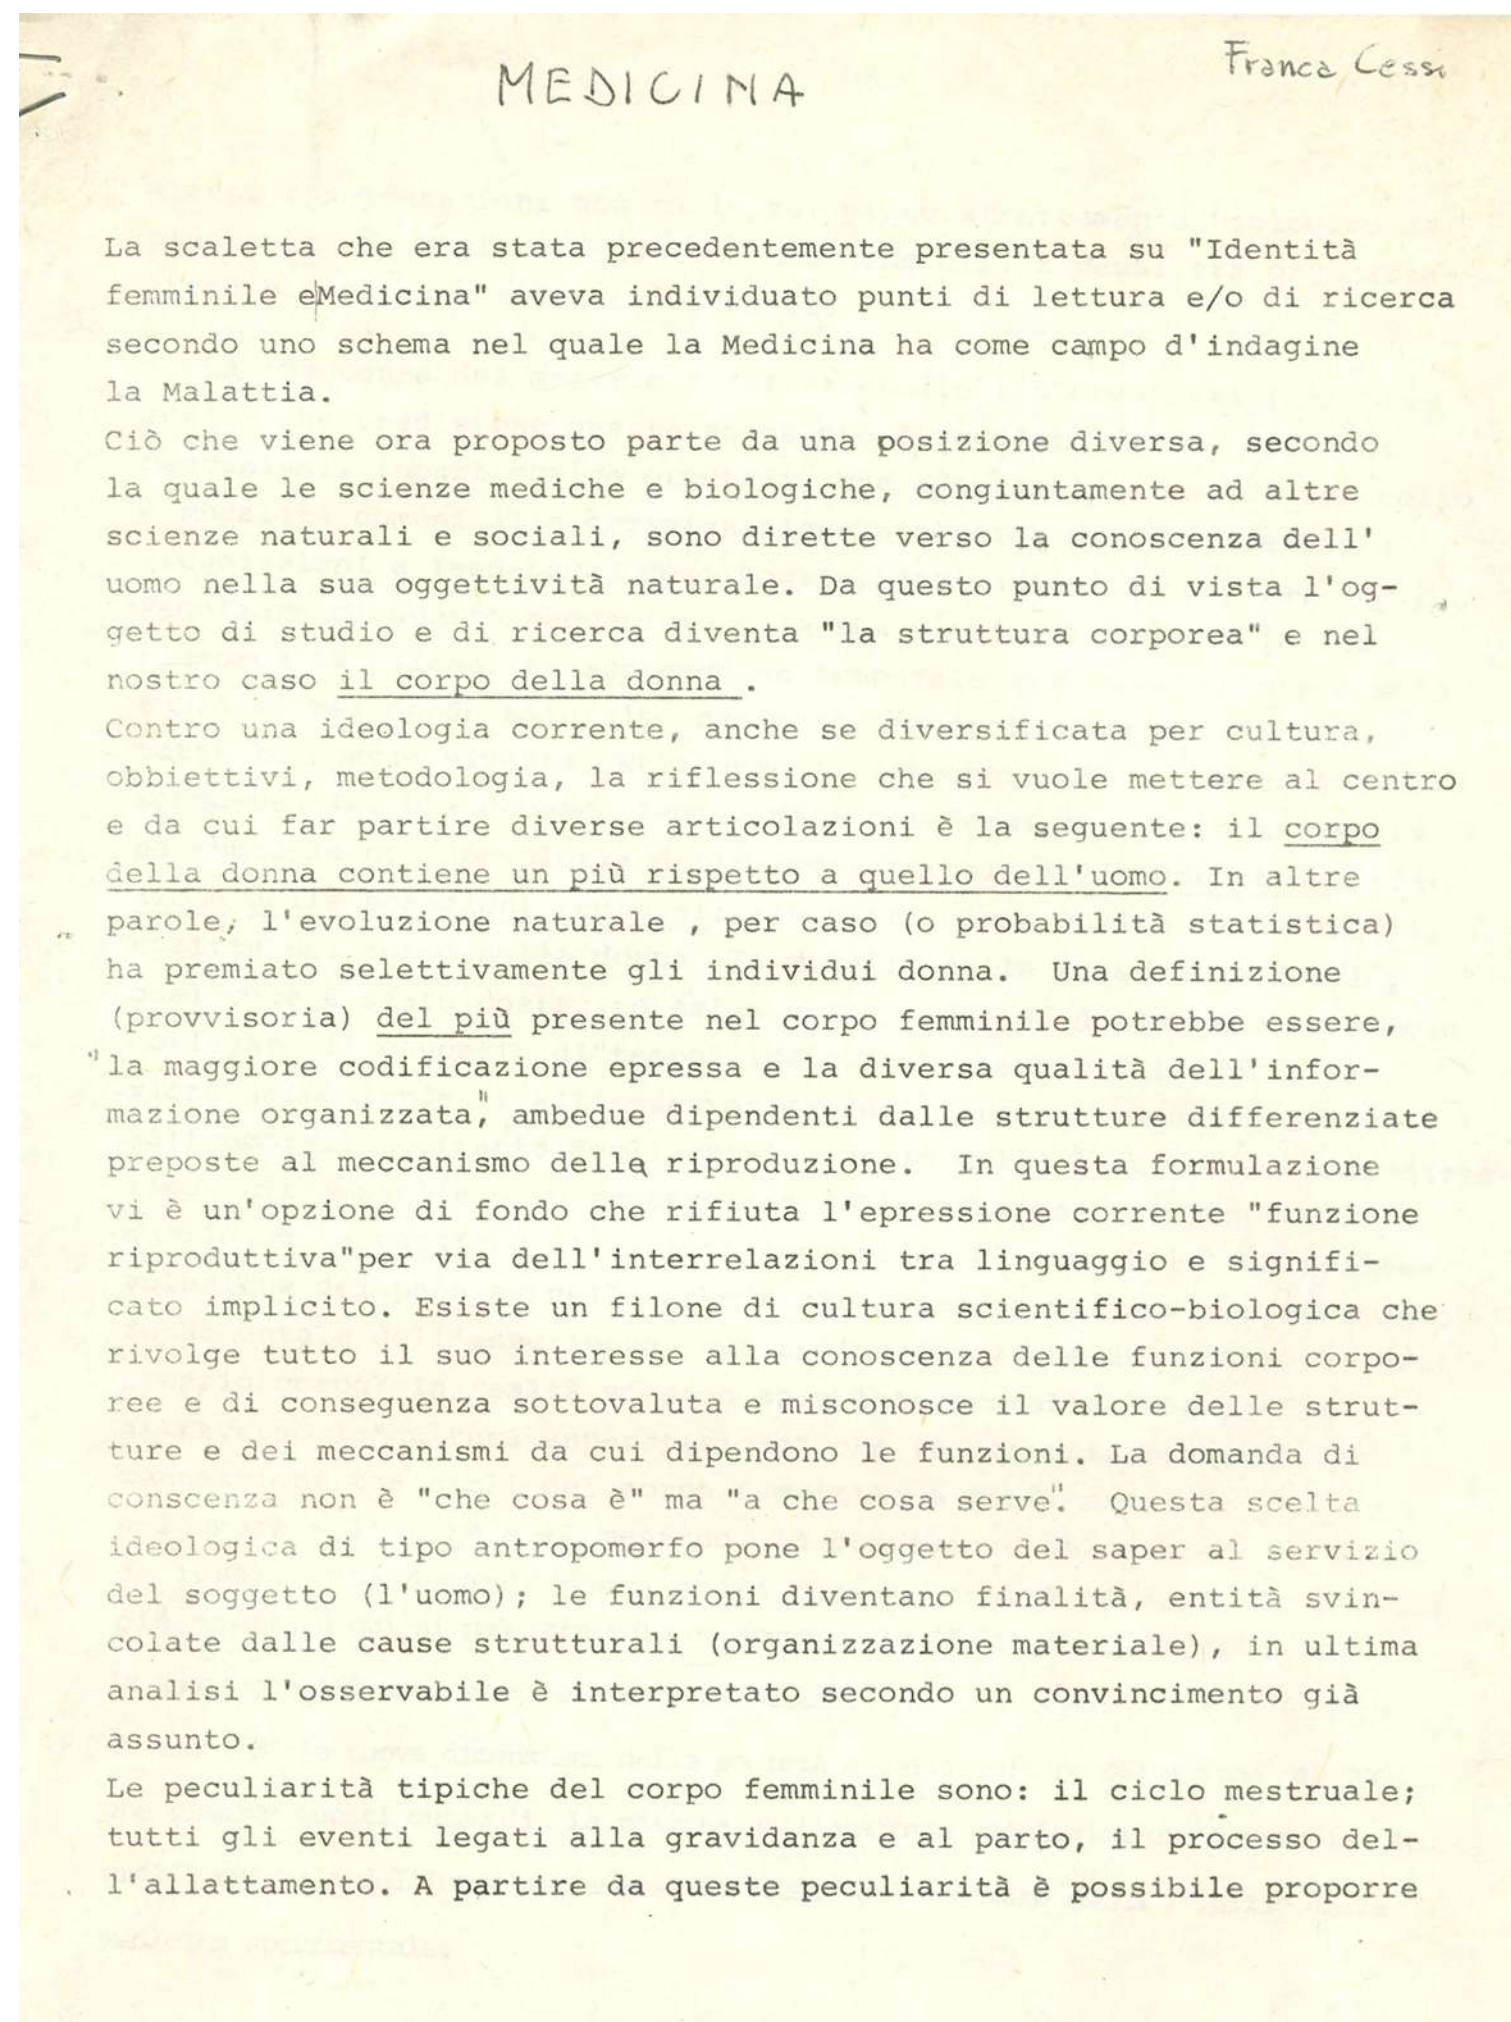 MEDICINA
Franca Cessi
La scaletta che era stata precedentemente presentata su "Identità
femminile e|Medicina" aveva individuato punti di lettura e/o di ricerca
secondo uno schema nel quale la Medicina ha come campo d'indagine
la Malattia.
Ciò che viene ora proposto parte da una posizione diversa, secondo
la quale le scienze mediche e biologiche, congiuntamente ad altre
scienze naturali e sociali, sono dirette verso la conoscenza dell'
uomo nella sua oggettività naturale. Da questo punto di vista l'og-
getto di studio e di ricerca diventa "la struttura corporea" e nel
nostro caso il corpo della donna .
Contro una ideologia corrente, anche se diversificata per cultura,
obbiettivi, metodologia, la riflessione che si vuole mettere al centro
e da cui far partire diverse articolazioni è la seguente: il corpo
della donna contiene un più rispetto a quello dell'uomo. In altre
parole, l'evoluzione naturale , per caso (o probabilità statistica)
ha premiato selettivamente gli individui donna.  Una definizione
(provvisoria) del più presente nel corpo femminile potrebbe essere,
"la maggiore codificazione epressa e la diversa qualità dell'infor-
mazione organizzata", ambedue dipendenti dalle strutture differenziate
preposte al meccanismo della riproduzione.  In questa formulazione
vi è un'opzione di fondo che rifiuta l'epressione corrente "funzione
riproduttiva"per via dell'interrelazioni tra linguaggio e signifi-
cato implicito. Esiste un filone di cultura scientifico-biologica che
rivolge tutto il suo interesse alla conoscenza delle funzioni corpo-
ree e di conseguenza sottovaluta e misconosce il valore delle strut-
ture e dei meccanismi da cui dipendono le funzioni. La domanda di
conscenza non è "che cosa è" ma "a che cosa serve".  Questa scelta
ideologica di tipo antropomorfo pone l'oggetto del saper al servizio
del soggetto (l'uomo); le funzioni diventano finalità, entità svin-
colate dalle cause strutturali (organizzazione materiale), in ultima
analisi l'osservabile è interpretato secondo un convincimento già
assunto.
Le peculiarità tipiche del corpo femminile sono: il ciclo mestruale;
tutti gli eventi legati alla gravidanza e al parto, il processo del-
l'allattamento. A partire da queste peculiarità è possibile proporre